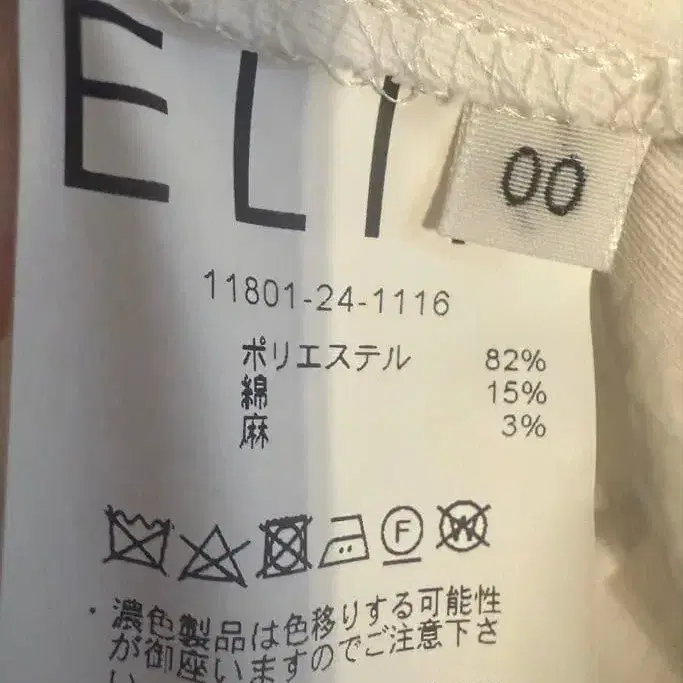 ELI
00
11801-24-1116
ポリエステル 82%
綿 15%
麻 3%
F
W
・濃色製品は色移りする可能性
が御座いますのでご注意下さ
い